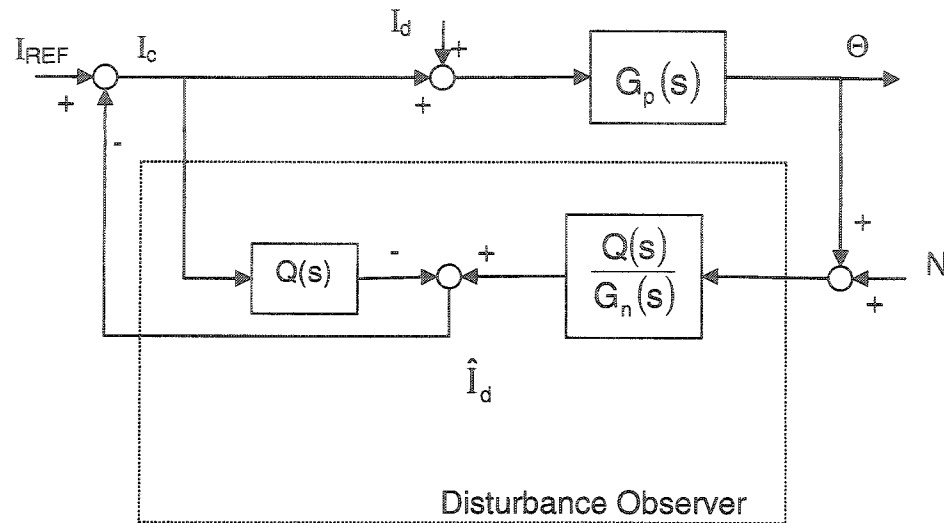 I_d
+
I_REF
I_c
Θ
+
+
G_p(s)
-
+
Q(s)
-
+
Q(s)
G_n(s)
N
+
Î_d
Disturbance Observer